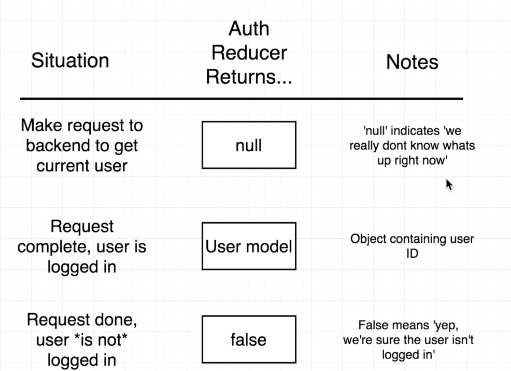 Situation
Auth
Reducer
Returns...
Notes
Make request to
backend to get
current user
null
'null' indicates 'we
really dont know whats
up right now'
Request
complete, user is
logged in
User model
Object containing user
ID
Request done,
user *is not*
logged in
false
False means 'yep,
we're sure the user isn't
logged in'